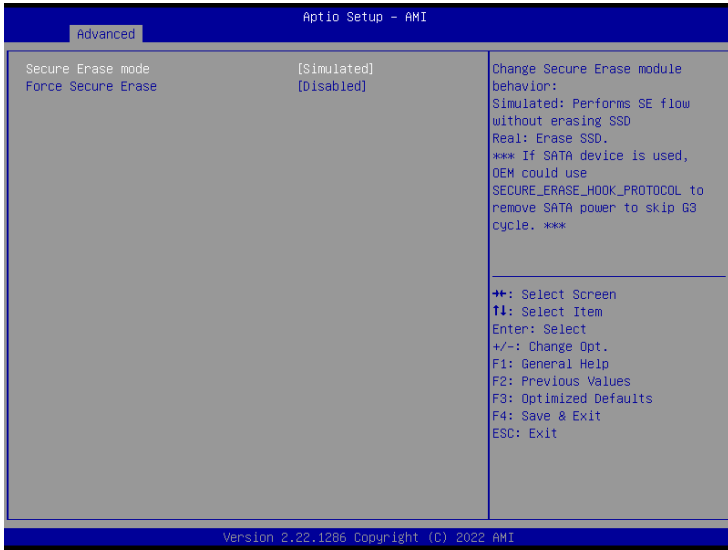 Aptio Setup - AMI
Advanced
Secure Erase mode [Simulated]
Force Secure Erase [Disabled]
Change Secure Erase module
behavior:
Simulated: Performs SE flow
without erasing SSD
Real: Erase SSD.
*** If SATA device is used,
OEM could use
SECURE_ERASE_HOOK_PROTOCOL to
remove SATA power to skip G3
cycle. ***
→←: Select Screen
↑↓: Select Item
Enter: Select
+/-: Change Opt.
F1: General Help
F2: Previous Values
F3: Optimized Defaults
F4: Save & Exit
ESC: Exit
Version 2.22.1286 Copyright (C) 2022 AMI